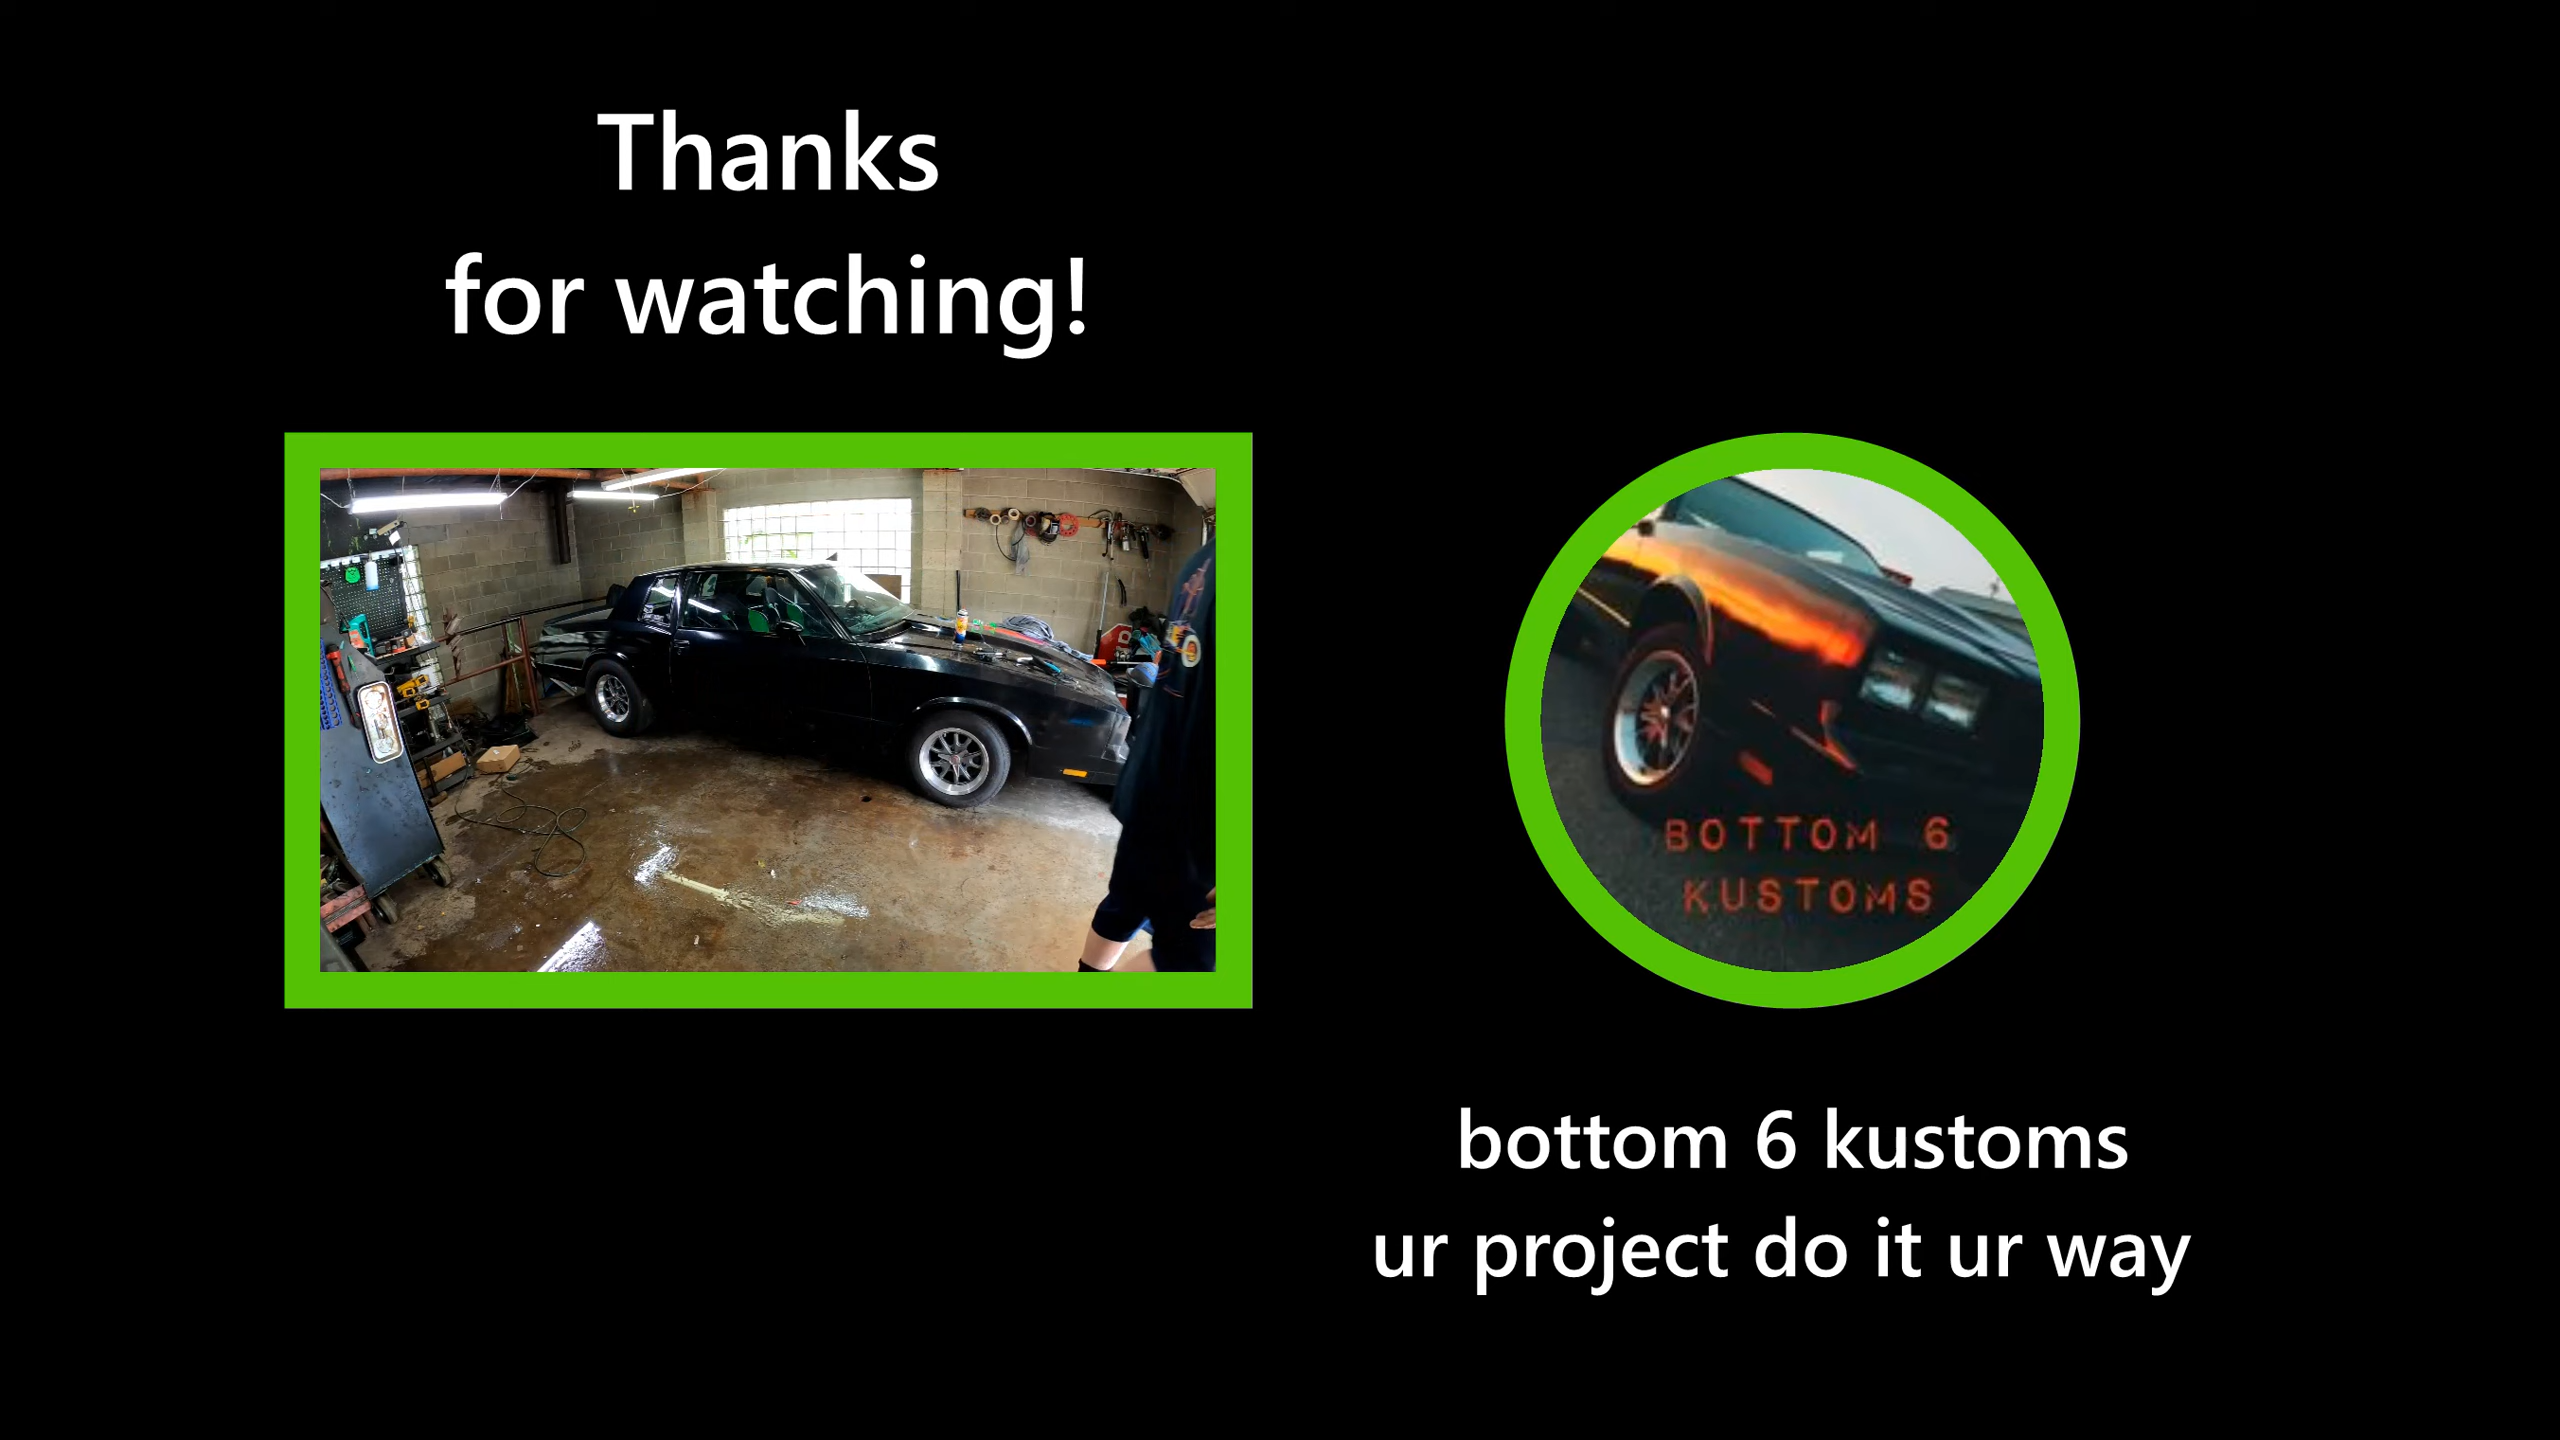 Thanks
for watching!
BOTTOM 6
KUSTOMS
bottom 6 kustoms
ur project do it ur way